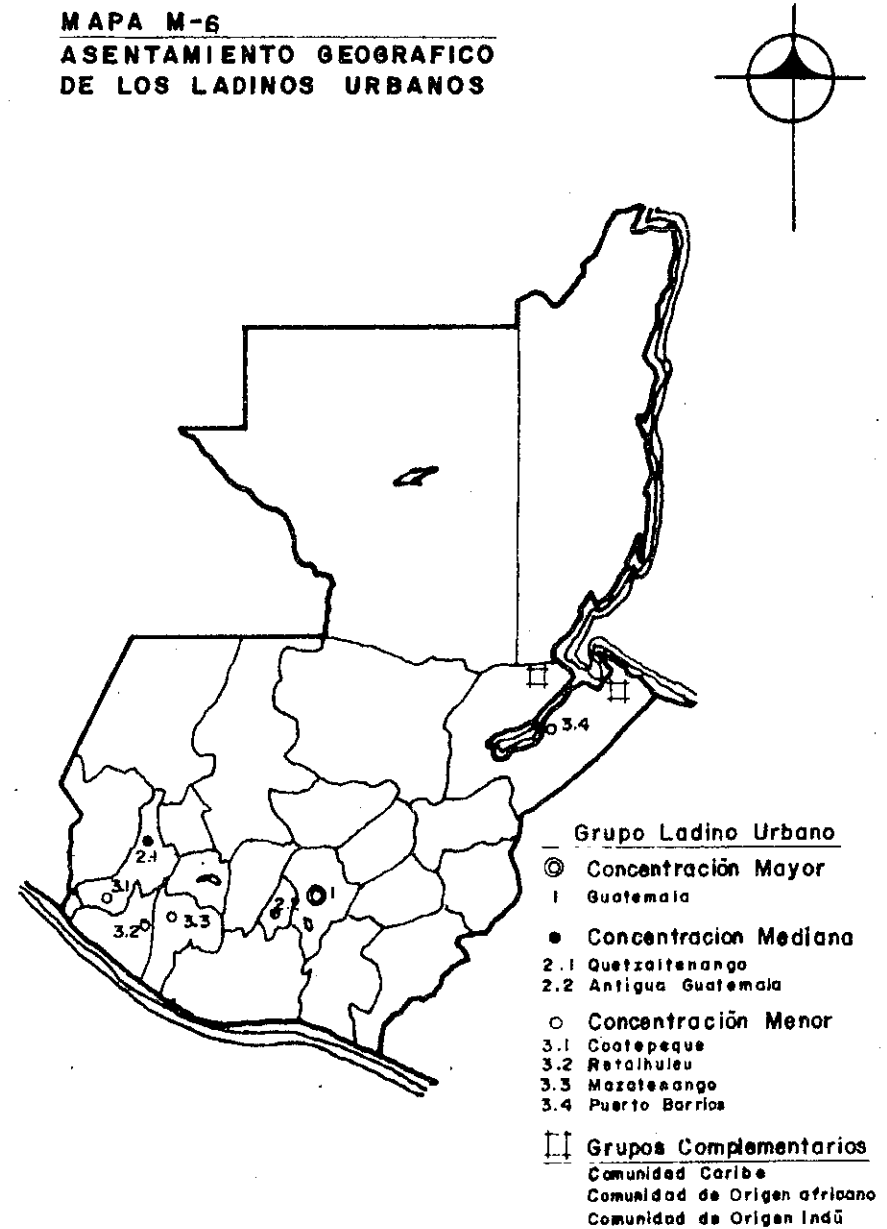 MAPA M-6
ASENTAMIENTO GEOGRAFICO
DE LOS LADINOS URBANOS
3.4
2.1
3.1
3.2
3.3
2.2
1
Grupo Ladino Urbano
Concentración Mayor
1 Guatemala
Concentracion Mediana
2.1 Quetzaltenango
2.2 Antigua Guatemala
Concentración Menor
3.1 Coatepeque
3.2 Retalhuleu
3.3 Mazatenango
3.4 Puerto Barrios
Grupos Complementarios
Comunidad Caribe
Comunidad de Origen africano
Comunidad de Origen Indū